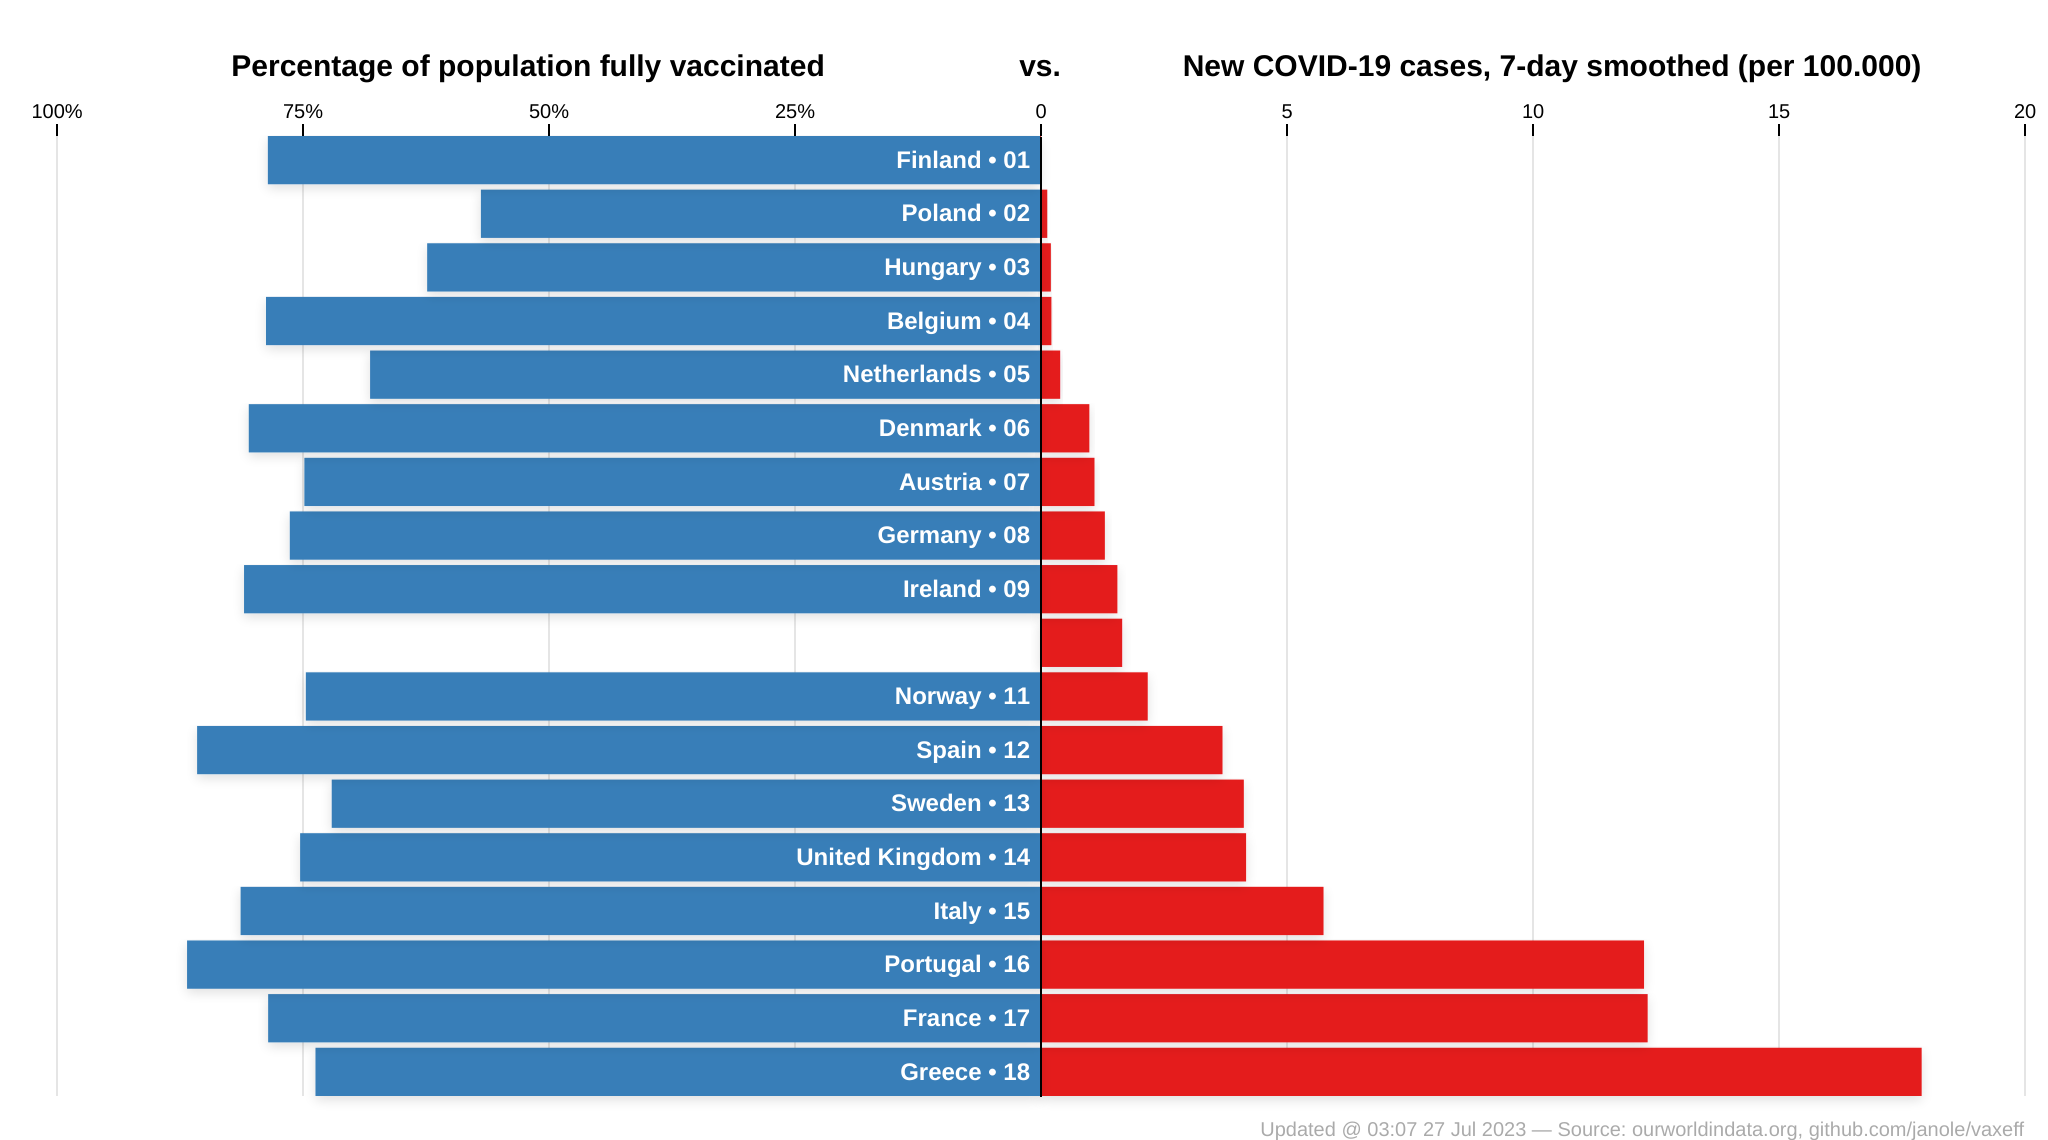 Percentage of population fully vaccinated vs. New COVID-19 cases, 7-day smoothed (per 100.000)
100% 75% 50% 25% 0 5 10 15 20
Finland • 01
Poland • 02
Hungary • 03
Belgium • 04
Netherlands • 05
Denmark • 06
Austria • 07
Germany • 08
Ireland • 09
Norway • 11
Spain • 12
Sweden • 13
United Kingdom • 14
Italy • 15
Portugal • 16
France • 17
Greece • 18
Updated @ 03:07 27 Jul 2023 — Source: ourworldindata.org, github.com/janole/vaxeff